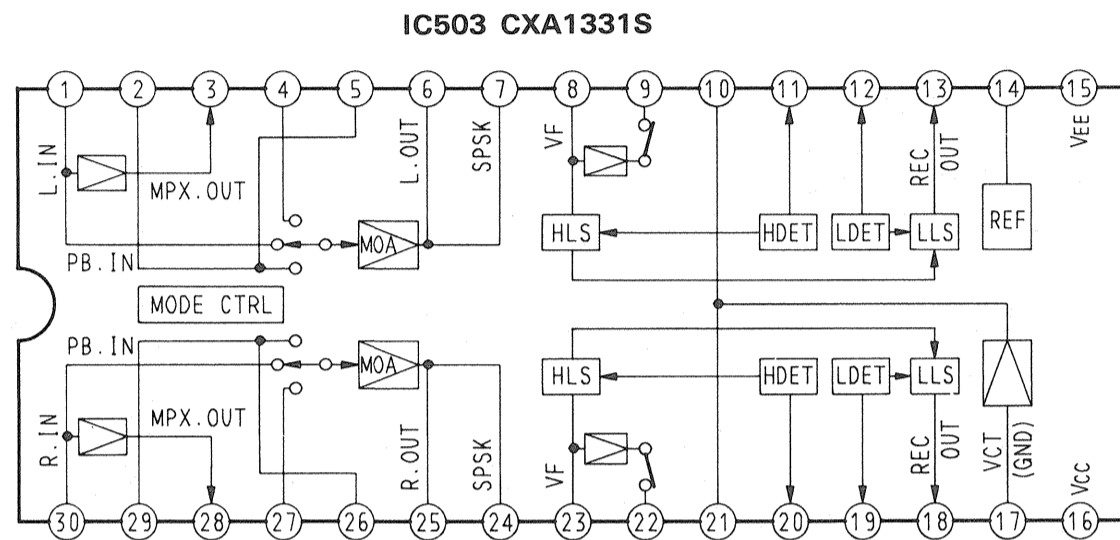 IC503 CXA1331S
1 2 3 4 5 6 7 8 9 10 11 12 13 14 15
L.IN
MPX.OUT
L.OUT
SPSK
VF
REC OUT
VEE
PB.IN
MOA
HLS
HDET
LDET
LLS
REF
MODE CTRL
PB.IN
MOA
HLS
HDET
LDET
LLS
R.IN
MPX.OUT
R.OUT
SPSK
VF
REC OUT
VCT (GND)
VCC
30 29 28 27 26 25 24 23 22 21 20 19 18 17 16